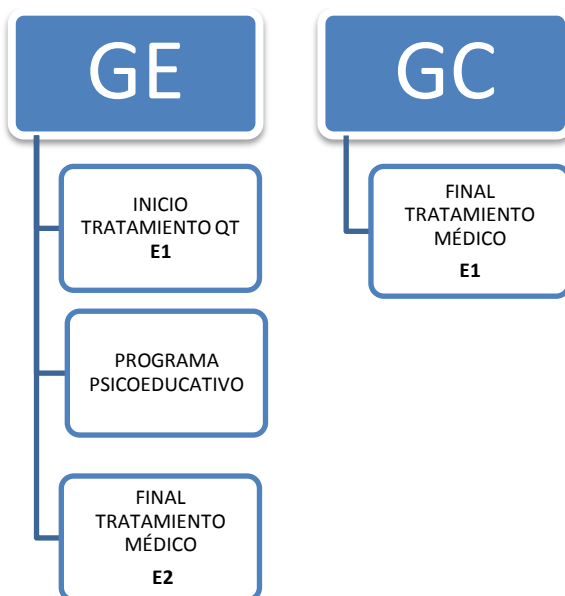 GE
INICIO
TRATAMIENTO QT
E1
PROGRAMA
PSICOEDUCATIVO
FINAL
TRATAMIENTO
MÉDICO
E2
GC
FINAL
TRATAMIENTO
MÉDICO
E1